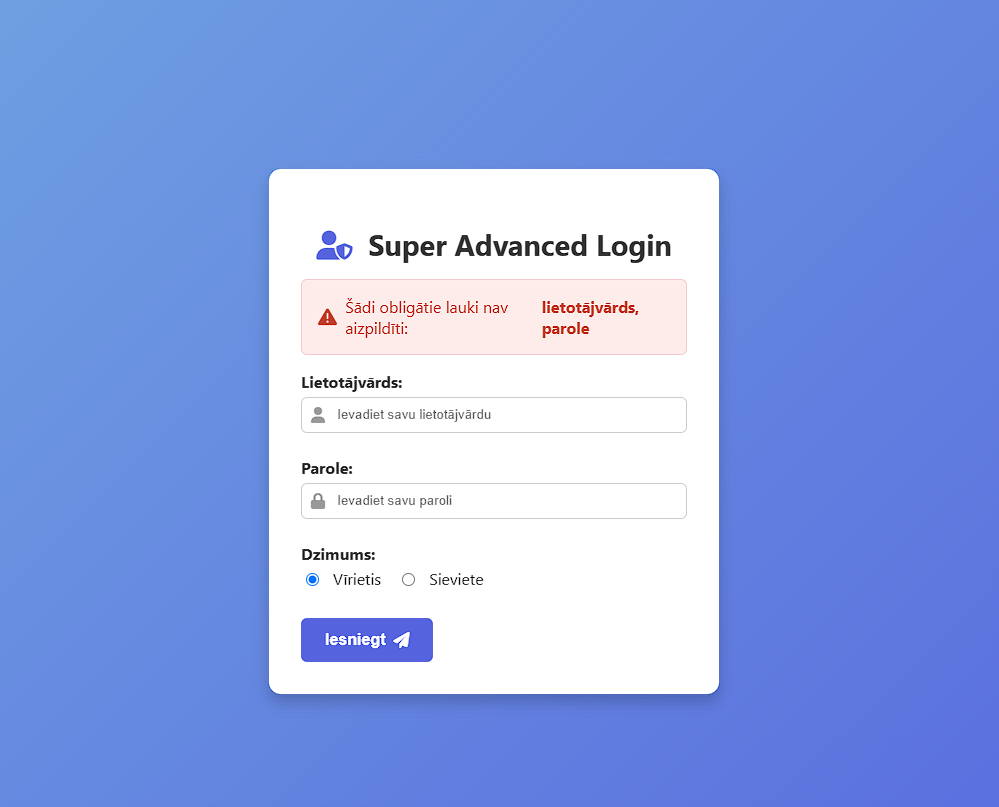 Super Advanced Login
Šādi obligātie lauki nav
aizpildīti:
lietotājvārds,
parole
Lietotājvārds:
Ievadiet savu lietotājvārdu
Parole:
Ievadiet savu paroli
Dzimums:
Vīrietis Sieviete
Iesniegt